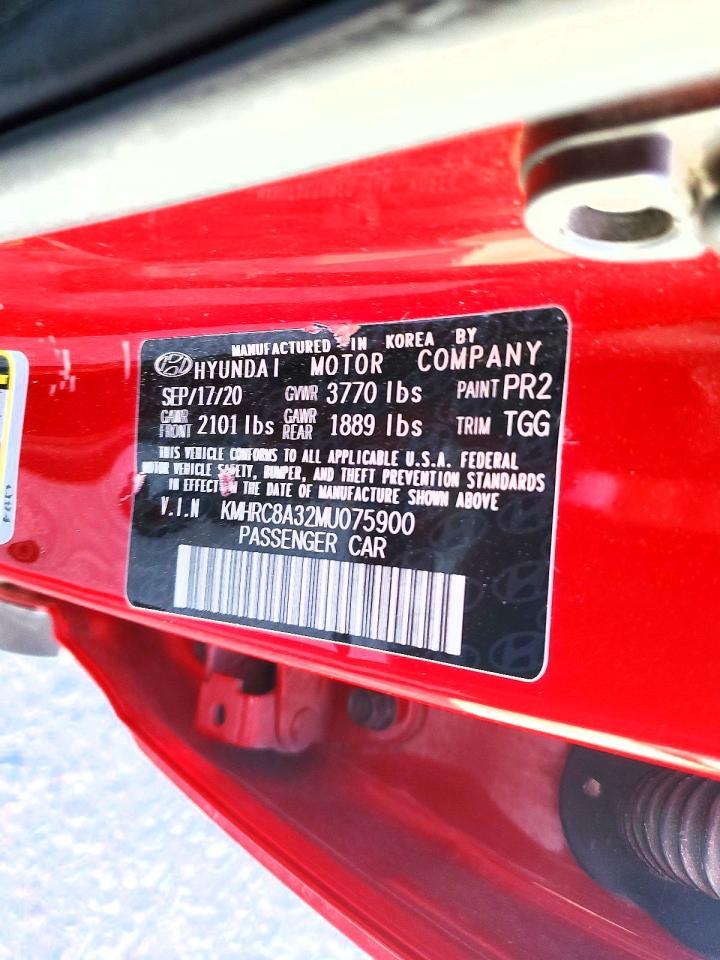 MANUFACTURED IN KOREA BY
HYUNDAI MOTOR COMPANY
SEP/17/20 GVWR 3770 lbs PAINT PR2
GAWR FRONT 2101 lbs GAWR REAR 1889 lbs TRIM TGG
THIS VEHICLE CONFORMS TO ALL APPLICABLE U.S.A. FEDERAL
MOTOR VEHICLE SAFETY, BUMPER, AND THEFT PREVENTION STANDARDS
IN EFFECT ON THE DATE OF MANUFACTURE SHOWN ABOVE
V.I.N KMHRC8A32MU075900
PASSENGER CAR